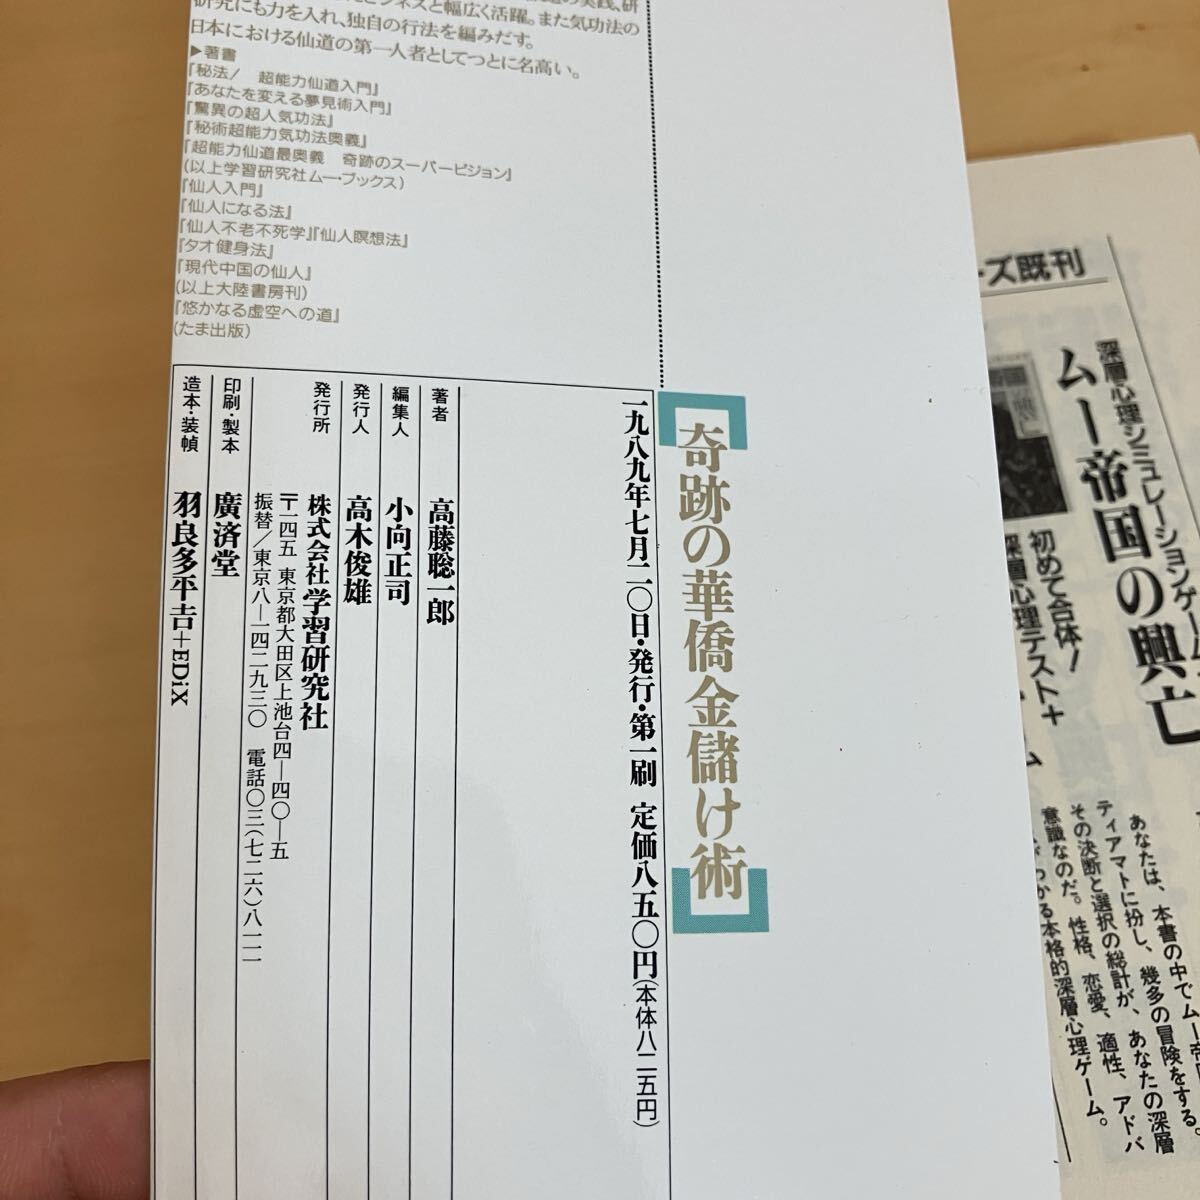 研究にも力を入れ、独自の行法を編みだす。
日本における仙道の第一人者としてつとに名高い。
▶著書
『秘法! 超能力仙道入門』
『あなたを変える夢見術入門』
『驚異の超人気功法』
『秘術超能力気功法奥義』
『超能力仙道最奥義 奇跡のスーパービジョン』
(以上学習研究社ムー・ブックス)
『仙人入門』
『仙人になる法』
『仙人不老不死学』『仙人瞑想法』
『タオ健身法』
『現代中国の仙人』
(以上大陸書房刊)
『悠かなる虚空への道』
(たま出版)
奇跡の華僑金儲け術
一九八九年七月二〇日・発行・第一刷 定価八五〇円(本体八二五円)
著者 高藤聡一郎
編集人 小向正司
発行人 高木俊雄
発行所 株式会社学習研究社
〒一四五 東京都大田区上池台四—四〇—五
振替/東京八—一四二九三〇 電話〇三(七二六)八一一一
印刷・製本 廣済堂
造本・装幀 羽良多平吉+EDiX
ーズ既刊
深層心理シミュレーションゲーム
ムー帝国の興亡
初めて合体!
深層心理テスト+
あなたは、本書の中でムー帝国
ティアマトに扮し、幾多の冒険をする。
その決断と選択の総計が、あなたの深層
意識なのだ。性格、恋愛、適性、アドバ
わかる本格的深層心理ゲーム。